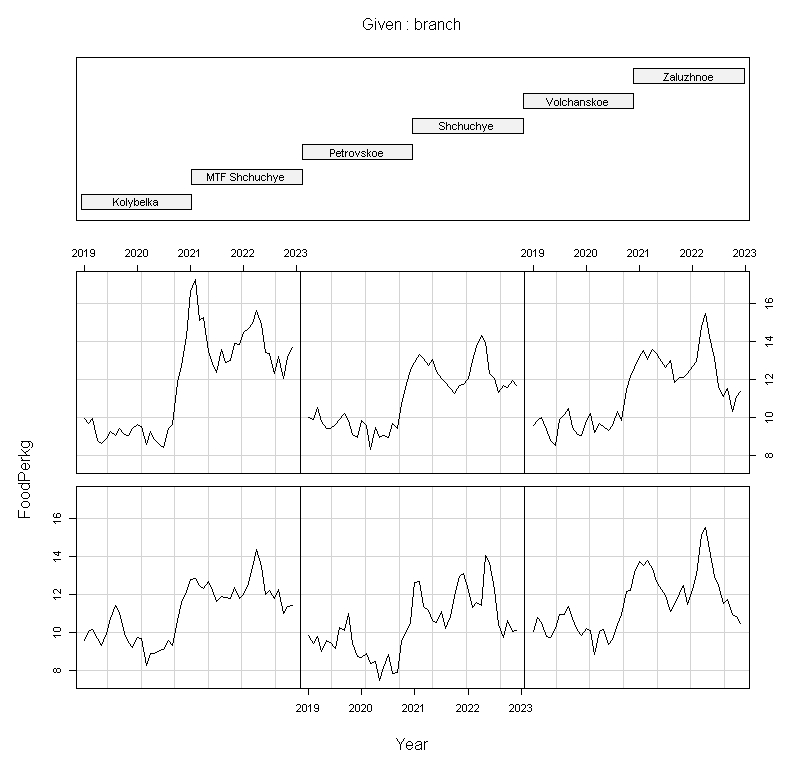 Given : branch
Zaluzhnoe
Volchanskoe
Shchuchye
Petrovskoe
MTF Shchuchye
Kolybelka
2019 2020 2021 2022 2023 2019 2020 2021 2022 2023
16
14
12
10
8
FoodPerkg
16
14
12
10
8
2019 2020 2021 2022 2023
Year